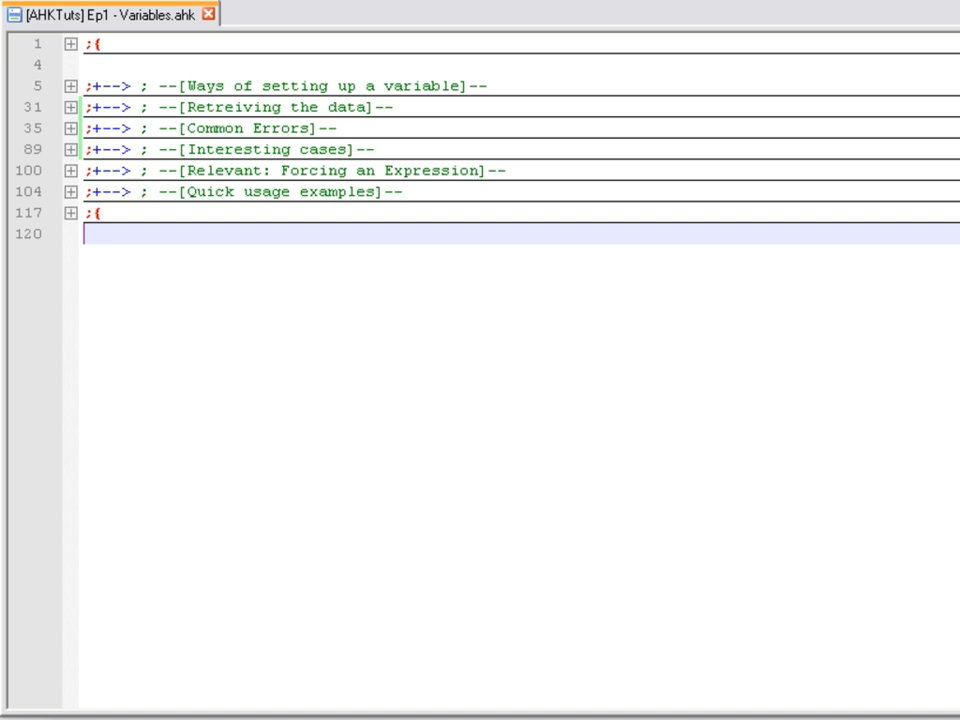 [AHKTuts] Ep1 - Variables.ahk
1 ;{
4
5 ;+--> ; --[Ways of setting up a variable]--
31 ;+--> ; --[Retreiving the data]--
35 ;+--> ; --[Common Errors]--
89 ;+--> ; --[Interesting cases]--
100 ;+--> ; --[Relevant: Forcing an Expression]--
104 ;+--> ; --[Quick usage examples]--
117 ;{
120